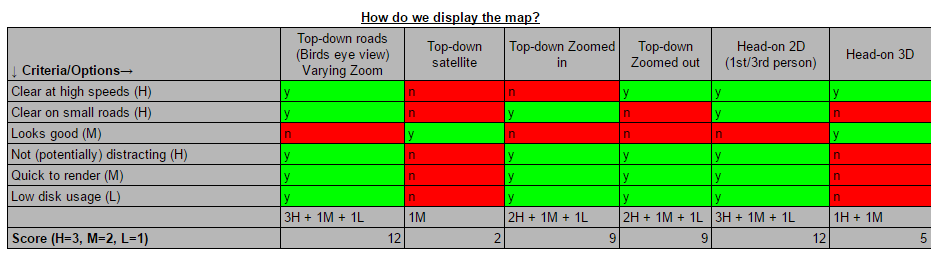 How do we display the map?
↓ Criteria/Options→ Top-down roads (Birds eye view) Varying Zoom Top-down satellite Top-down Zoomed in Top-down Zoomed out Head-on 2D (1st/3rd person) Head-on 3D
Clear at high speeds (H) y n n y y y
Clear on small roads (H) y n y n y n
Looks good (M) n y n n n y
Not (potentially) distracting (H) y n y y y n
Quick to render (M) y n y y y n
Low disk usage (L) y n y y y n
3H + 1M + 1L 1M 2H + 1M + 1L 2H + 1M + 1L 3H + 1M + 1L 1H + 1M
Score (H=3, M=2, L=1) 12 2 9 9 12 5